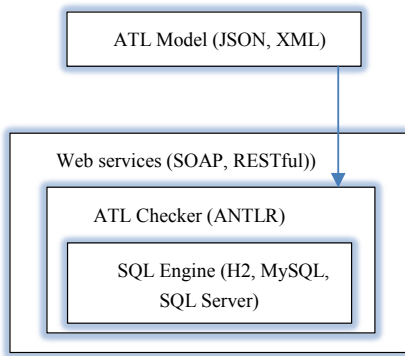 ATL Model (JSON, XML)
Web services (SOAP, RESTful))
ATL Checker (ANTLR)
SQL Engine (H2, MySQL,
SQL Server)